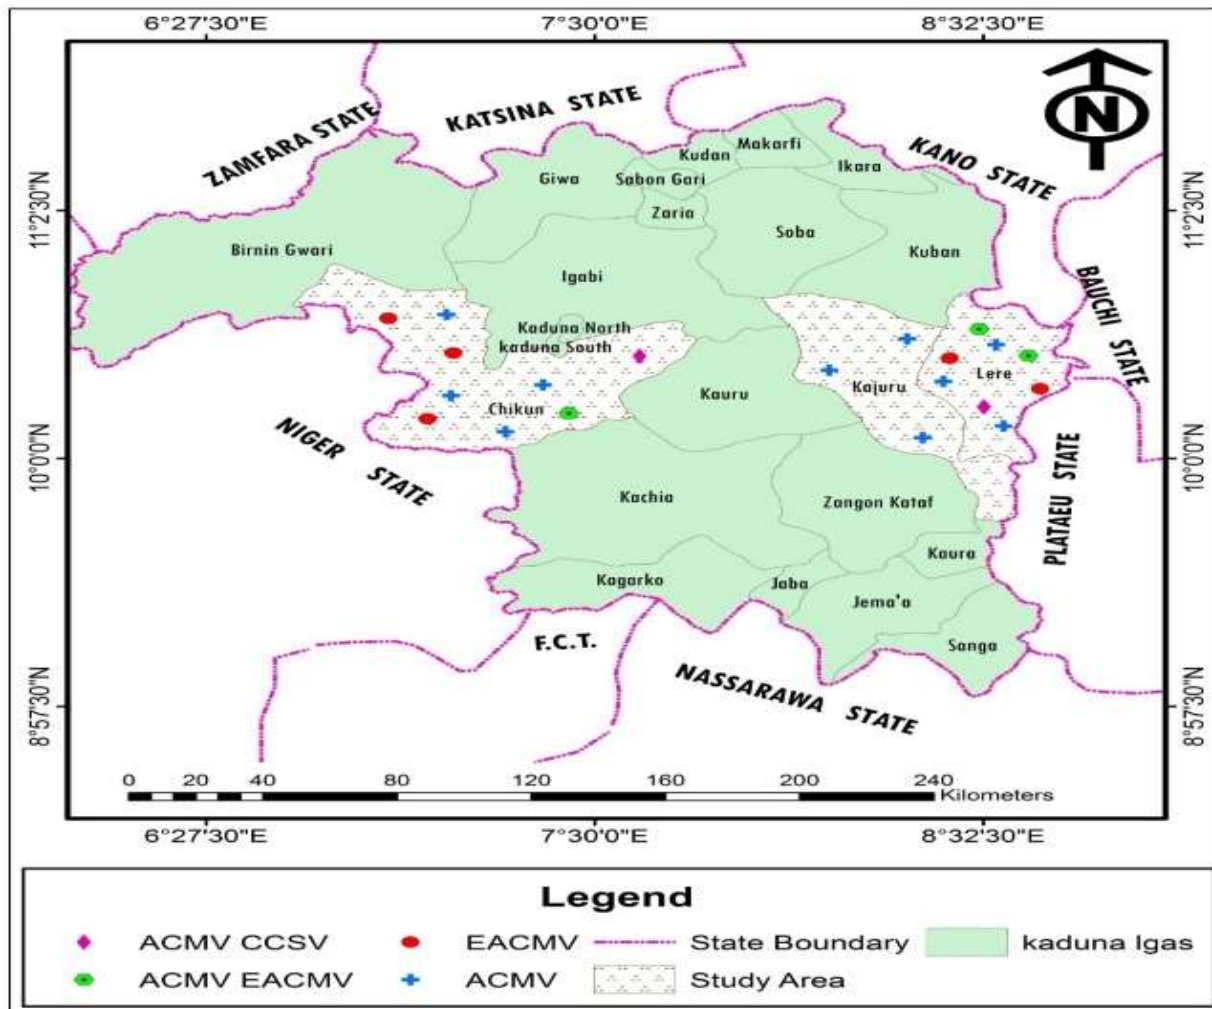 6°27'30"E 7°30'0"E 8°32'30"E
N
ZAMFARA STATE
KATSINA STATE
KANO STATE
BAUCHI STATE
PLATAEU STATE
NASSARAWA STATE
F.C.T.
NIGER STATE
11°2'30"N
10°0'0"N
8°57'30"N
11°2'30"N
10°0'0"N
8°57'30"N
Makarfi
Kudan
Ikara
Giwa
Sabon Gari
Zaria
Soba
Birnin Gwari
Kuban
Igabi
Kaduna North
kaduna South
Lere
Kajuru
Kauru
Chikun
Kachia
Zangon Kataf
Kaura
Kagarko
Jaba
Jema'a
Sanga
0 20 40 80 120 160 200 240
Kilometers
6°27'30"E 7°30'0"E 8°32'30"E
Legend
ACMV CCSV EACMV State Boundary kaduna lgas
ACMV EACMV ACMV Study Area